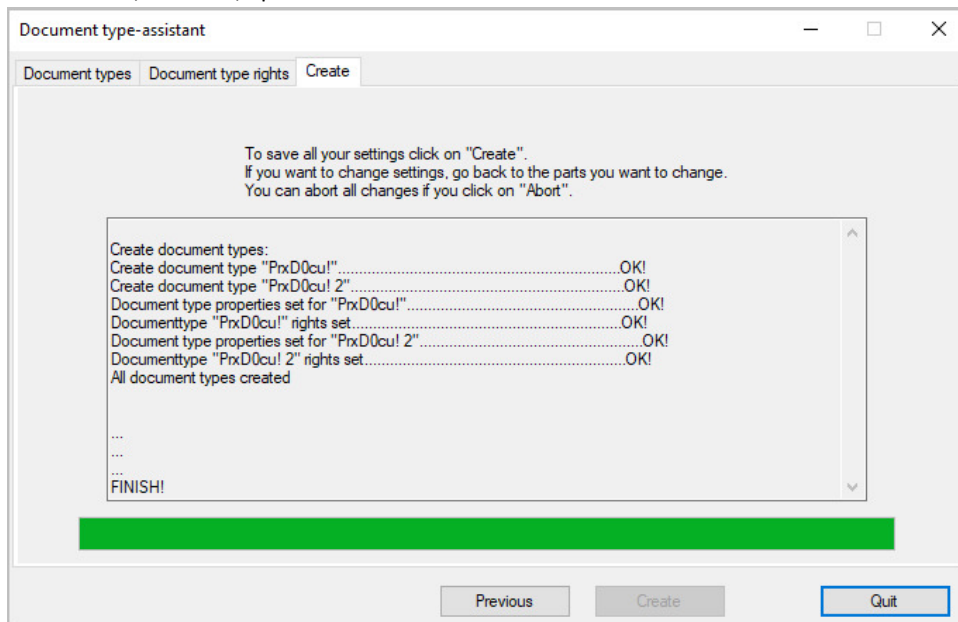 Document type-assistant
Document types Document type rights Create
To save all your settings click on "Create".
If you want to change settings, go back to the parts you want to change.
You can abort all changes if you click on "Abort".
Create document types:
Create document type "PrxD0cu!"....................................................................OK!
Create document type "PrxD0cu! 2"..................................................................OK!
Document type properties set for "PrxD0cu!".......................................................OK!
Documenttype "PrxD0cu!" rights set.................................................................OK!
Document type properties set for "PrxD0cu! 2".....................................................OK!
Documenttype "PrxD0cu! 2" rights set...............................................................OK!
All document types created
...
...
...
FINISH!
Previous Create Quit